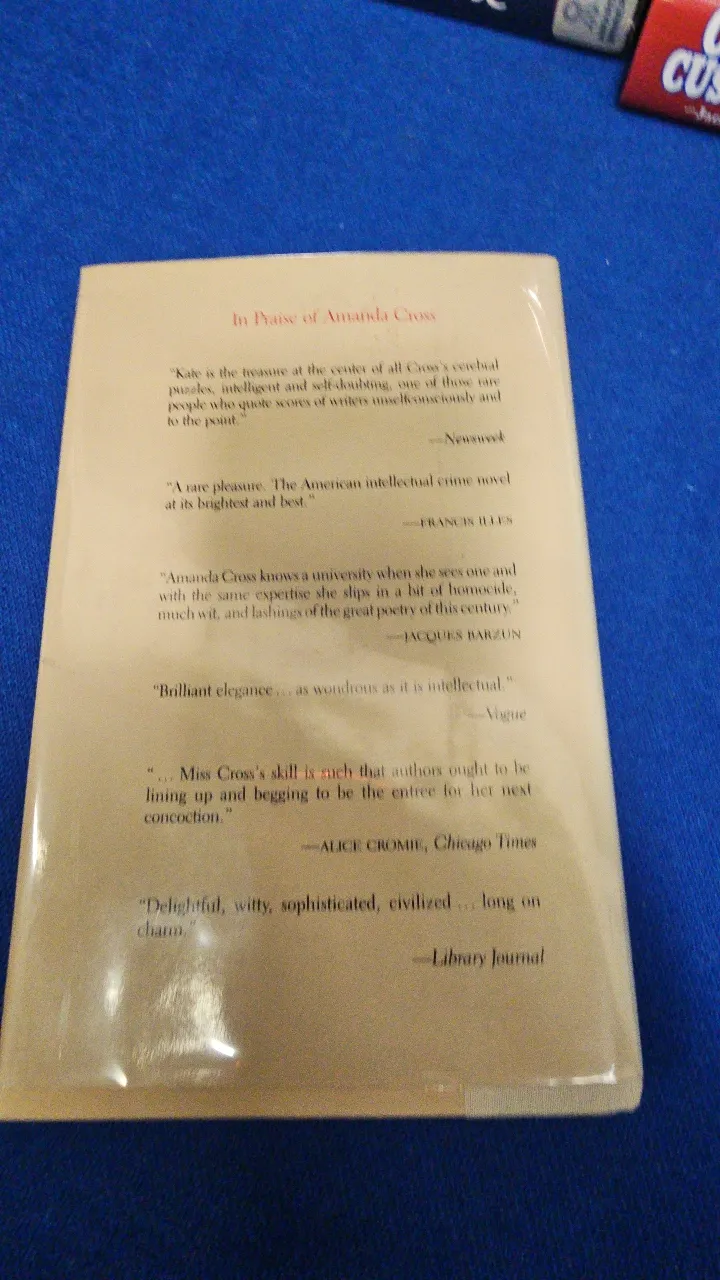 CUS
In Praise of Amanda Cross
"Kate is the treasure at the center of all Cross's cerebral
puzzles, intelligent and self-doubting, one of those rare
people who quote scores of writers unselfconsciously and
to the point."
—Newsweek
"A rare pleasure. The American intellectual crime novel
at its brightest and best."
—FRANCIS ILLES
"Amanda Cross knows a university when she sees one and
with the same expertise she slips in a bit of homocide,
much wit, and lashings of the great poetry of this century."
—JACQUES BARZUN
"Brilliant elegance... as wondrous as it is intellectual."
—Vogue
"... Miss Cross's skill is such that authors ought to be
lining up and begging to be the entree for her next
concoction."
—ALICE CROMIE, Chicago Times
"Delightful, witty, sophisticated, civilized... long on
charm."
—Library Journal